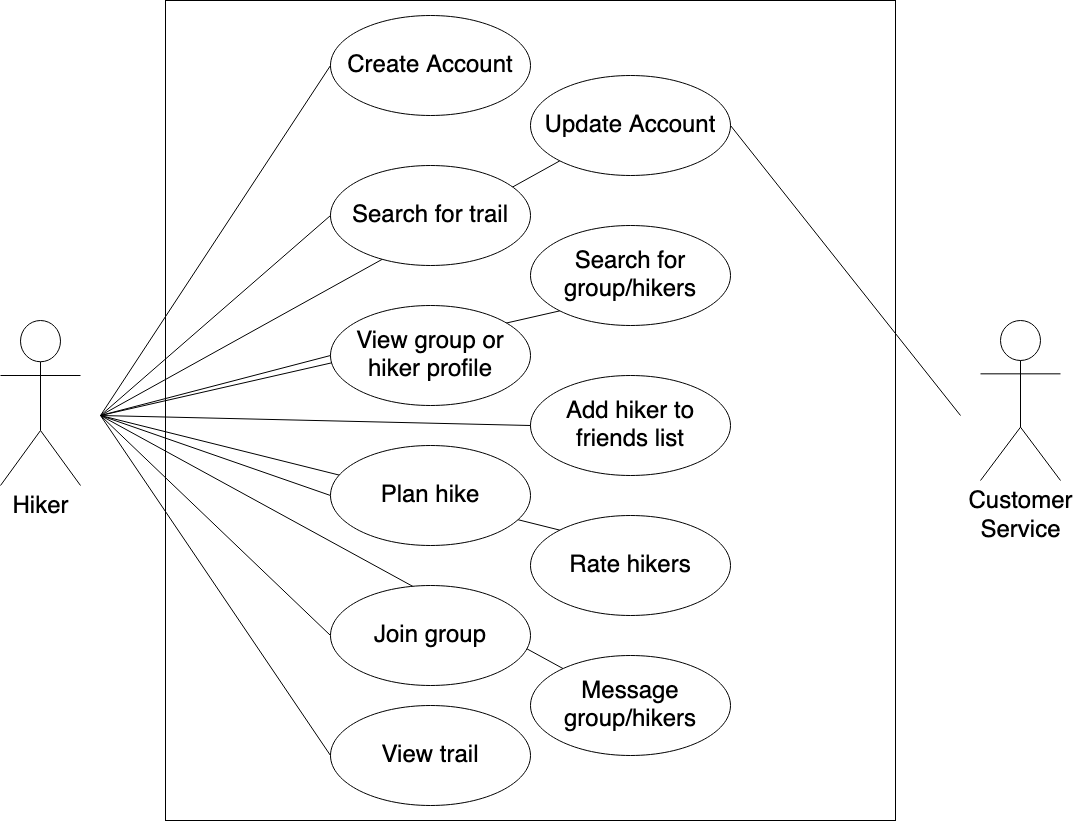 Create Account
Update Account
Search for trail
Search for
group/hikers
View group or
hiker profile
Add hiker to
friends list
Plan hike
Hiker
Customer
Service
Rate hikers
Join group
Message
group/hikers
View trail